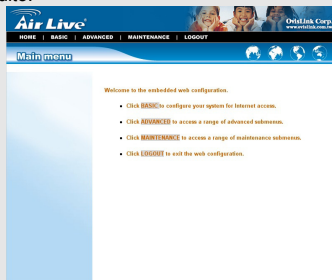 Air Live®
OvisLink Corp.
www.ovislink.com.tw
HOME | BASIC | ADVANCED | MAINTENANCE | LOGOUT
Main menu
Welcome to the embedded web configuration.
• Click BASIC to configure your system for Internet access.
• Click ADVANCED to access a range of advanced submenus.
• Click MAINTENANCE to access a range of maintenance submenus.
• Click LOGOUT to exit the web configuration.